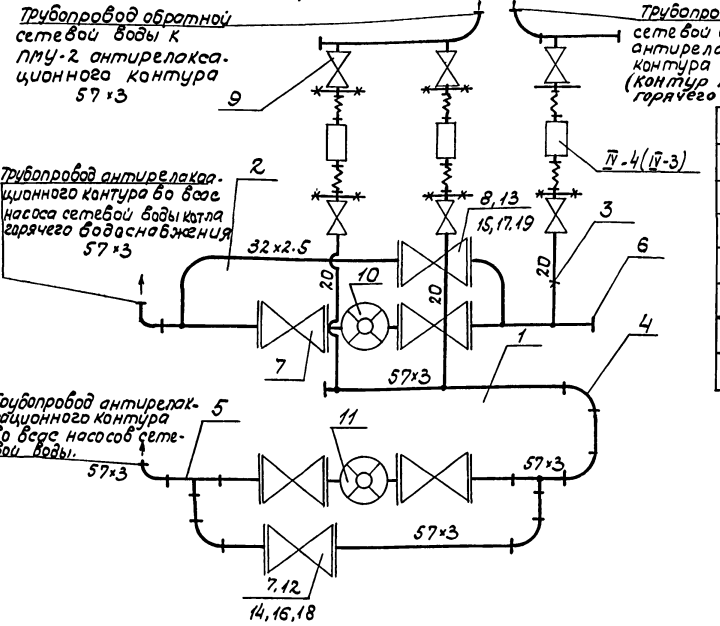 Трубопровод обратной
сетевой воды к
ПМУ-2 антирелакса-
ционного контура
57×3
сетевой
контура
горячего
9
IV-4(IV-3)
Трубопровод антирелакса-
ционного контура во всас
насоса сетевой воды котла
горячего водоснабжения
57×3
2
8,13
15,17,19
3
6
32×2.5
20
20
20
10
7
1
4
57×3
Трубопровод антирелак-
сационного контура
во всас насосов сете-
вой воды.
57×3
5
11
57×3
57×3
7,12
14,16,18